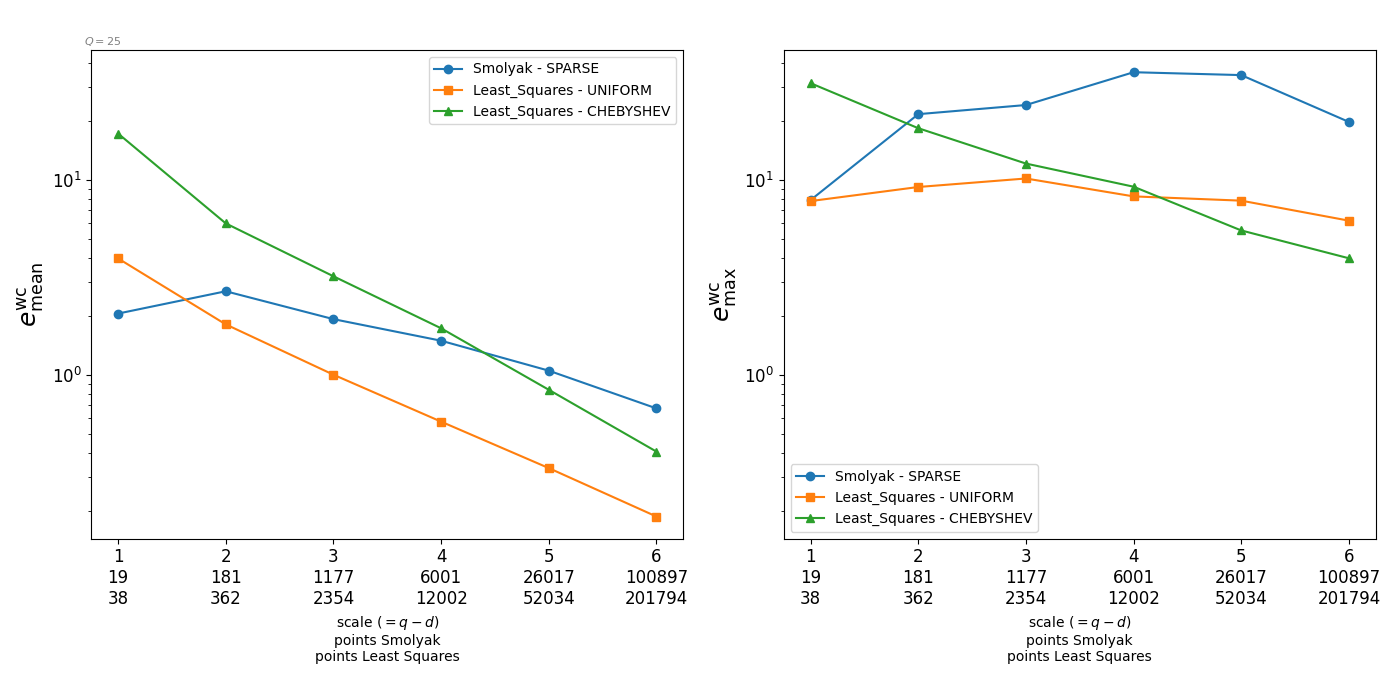 Q = 25
Smolyak - SPARSE
Least_Squares - UNIFORM
Least_Squares - CHEBYSHEV
10^1
10^0
e^wc_mean
1 2 3 4 5 6
19 181 1177 6001 26017 100897
38 362 2354 12002 52034 201794
scale (= q − d)
points Smolyak
points Least Squares
10^1
10^0
e^wc_max
Smolyak - SPARSE
Least_Squares - UNIFORM
Least_Squares - CHEBYSHEV
1 2 3 4 5 6
19 181 1177 6001 26017 100897
38 362 2354 12002 52034 201794
scale (= q − d)
points Smolyak
points Least Squares